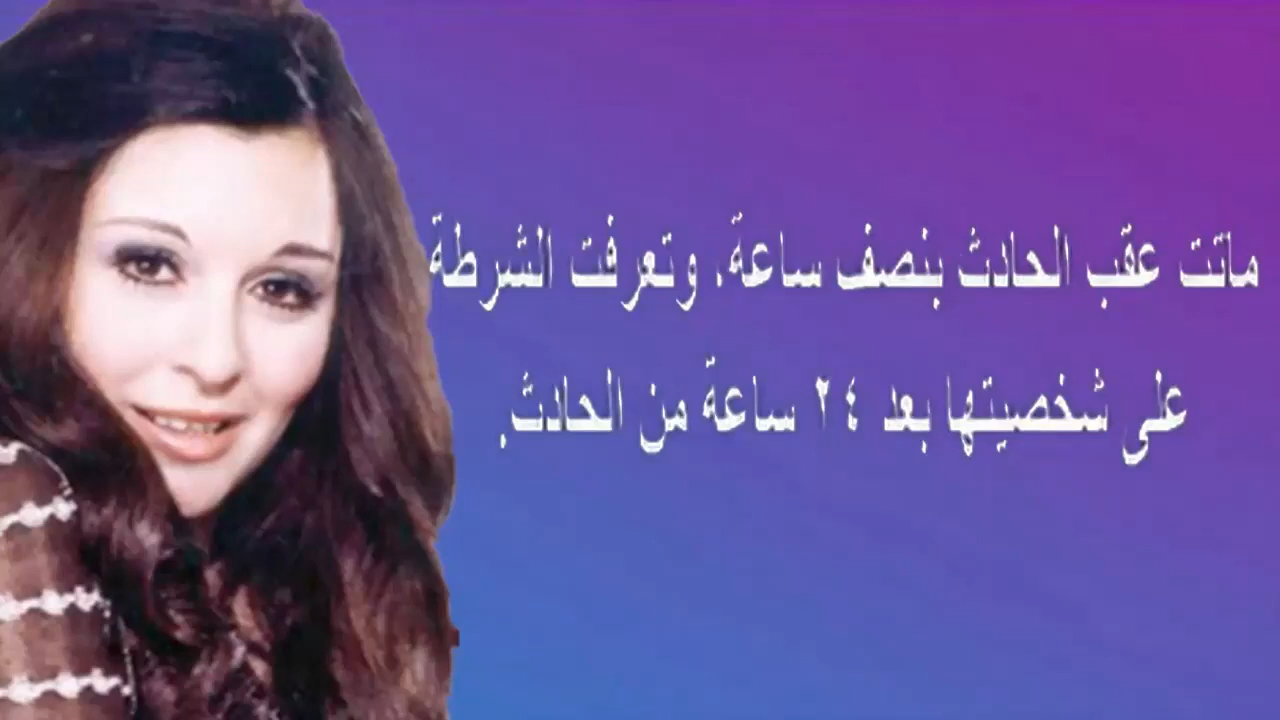 ماتت عقب الحادث بنصف ساعة، وتعرفت الشرطة
على شخصيتها بعد ٢٤ ساعة من الحادث.